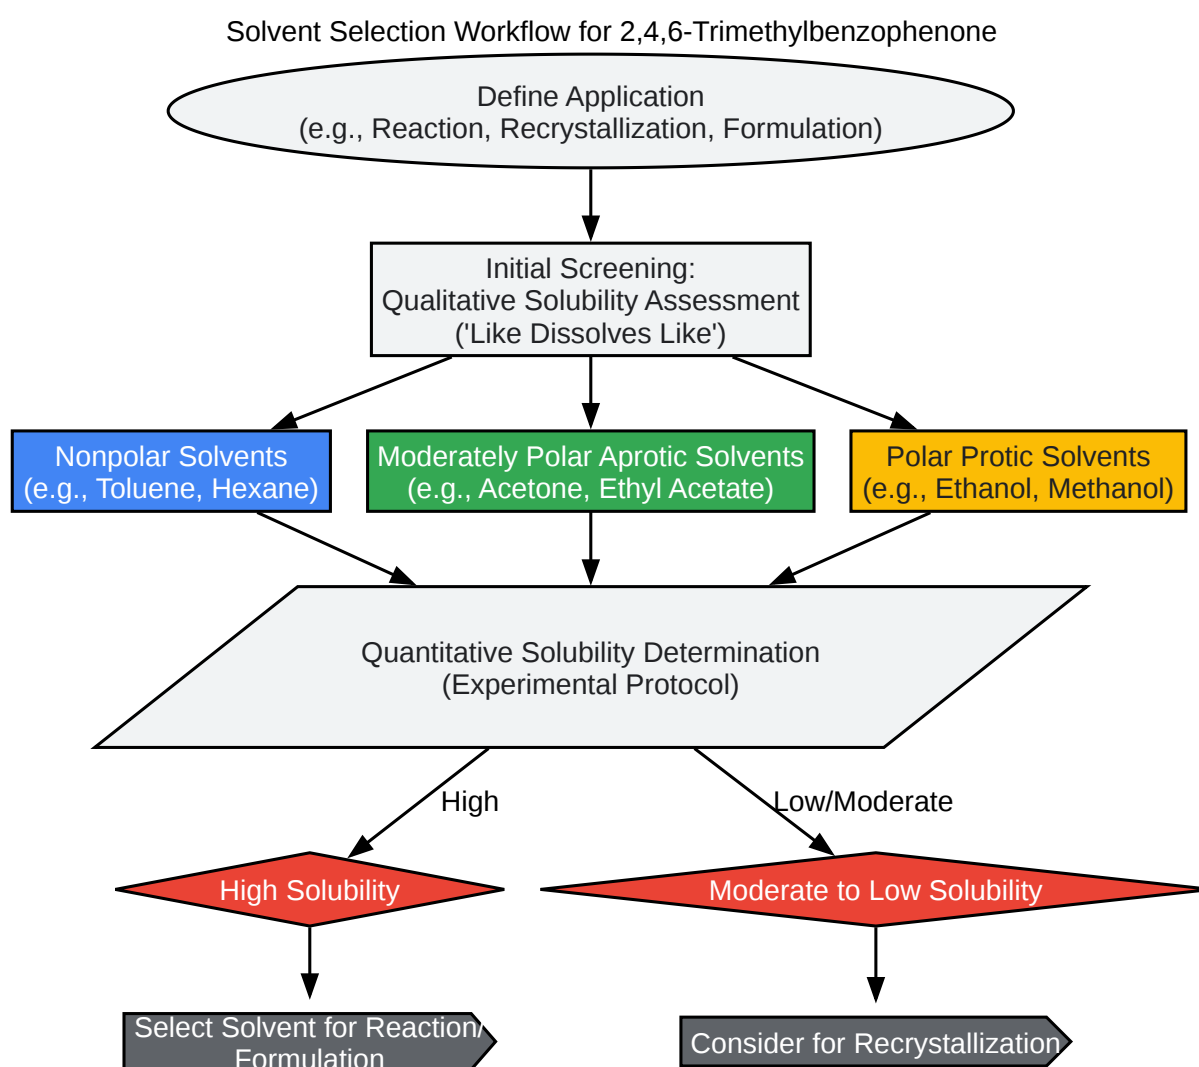 Solvent Selection Workflow for 2,4,6-Trimethylbenzophenone
Define Application
(e.g., Reaction, Recrystallization, Formulation)
Initial Screening:
Qualitative Solubility Assessment
('Like Dissolves Like')
Nonpolar Solvents
(e.g., Toluene, Hexane)
Moderately Polar Aprotic Solvents
(e.g., Acetone, Ethyl Acetate)
Polar Protic Solvents
(e.g., Ethanol, Methanol)
Quantitative Solubility Determination
(Experimental Protocol)
High
Low/Moderate
High Solubility
Moderate to Low Solubility
Select Solvent for Reaction/
Formulation
Consider for Recrystallization